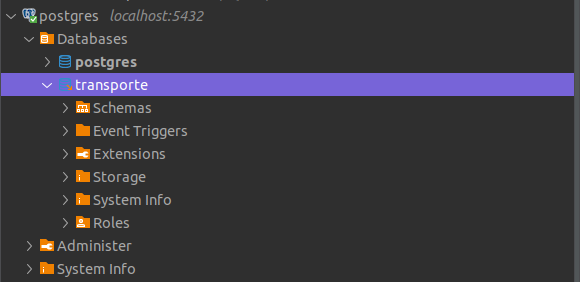 postgres localhost:5432
Databases
postgres
transporte
Schemas
Event Triggers
Extensions
Storage
System Info
Roles
Administer
System Info